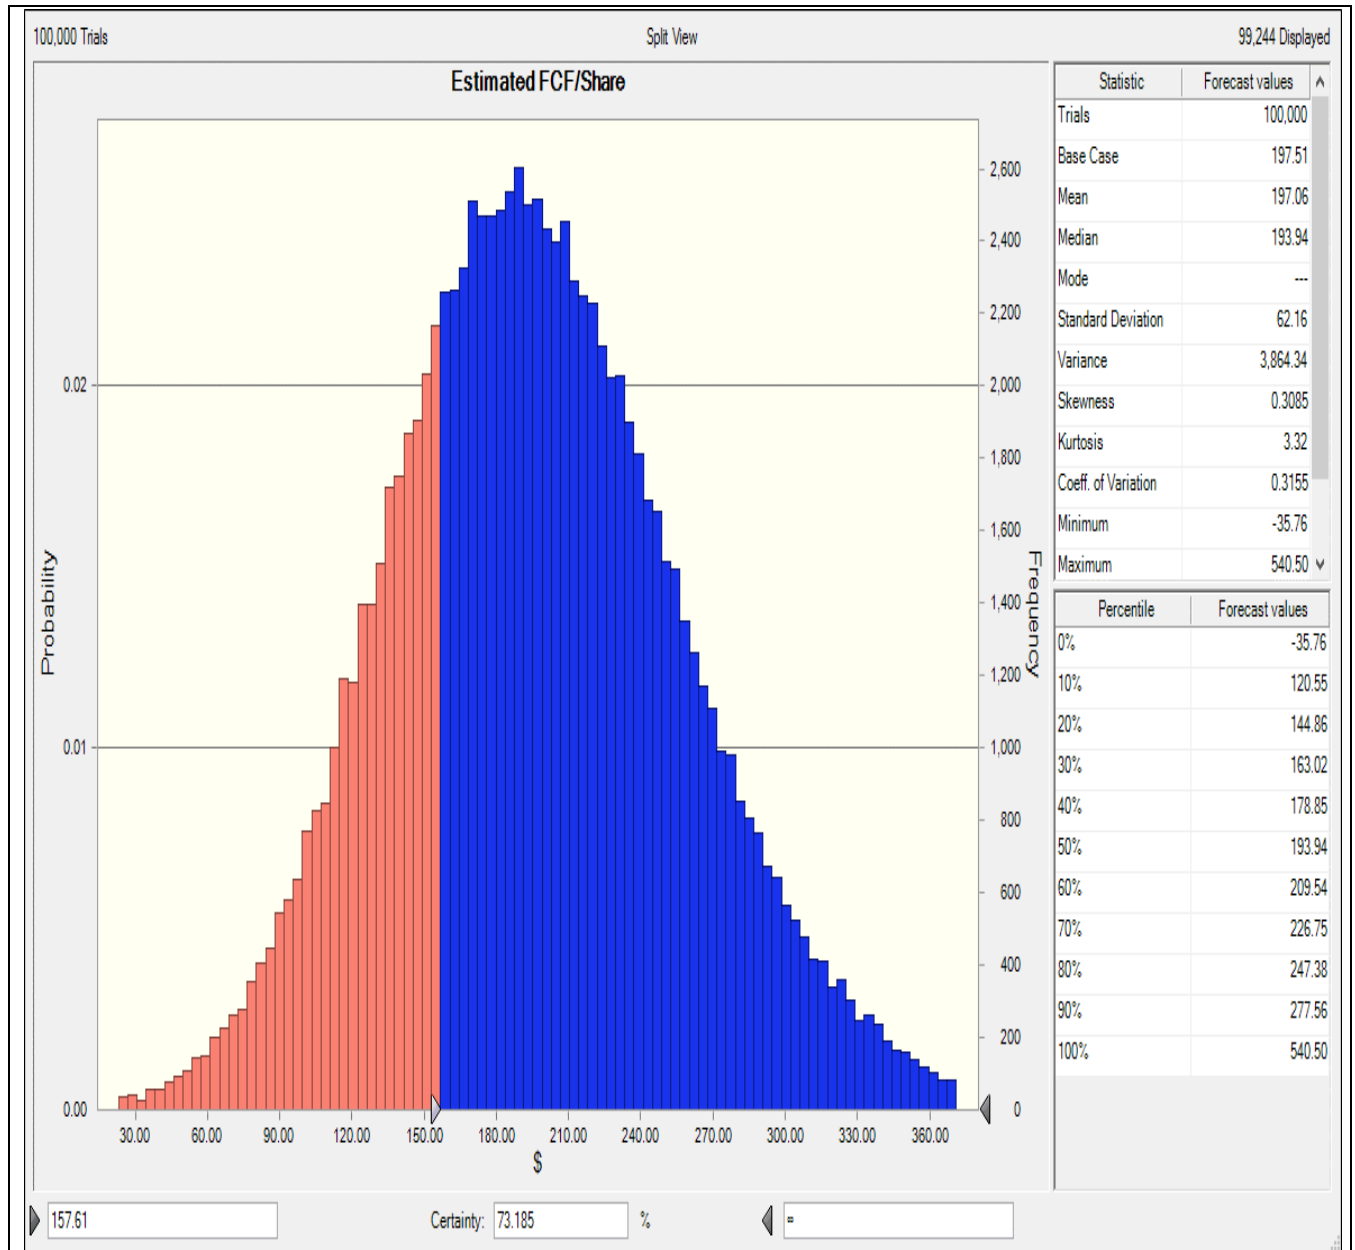 100,000 Trials
Split View
99,244 Displayed
Estimated FCF/Share
Probability
0.02
0.01
0.00
2,600
2,400
2,200
2,000
1,800
1,600
1,400
1,200
1,000
800
600
400
200
0
Frequency
30.00 60.00 90.00 120.00 150.00 180.00 210.00 240.00 270.00 300.00 330.00 360.00
$
Statistic Forecast values
Trials 100,000
Base Case 197.51
Mean 197.06
Median 193.94
Mode ---
Standard Deviation 62.16
Variance 3,864.34
Skewness 0.3085
Kurtosis 3.32
Coeff. of Variation 0.3155
Minimum -35.76
Maximum 540.50
Percentile Forecast values
0% -35.76
10% 120.55
20% 144.86
30% 163.02
40% 178.85
50% 193.94
60% 209.54
70% 226.75
80% 247.38
90% 277.56
100% 540.50
157.61 Certainty: 73.185 % ∞